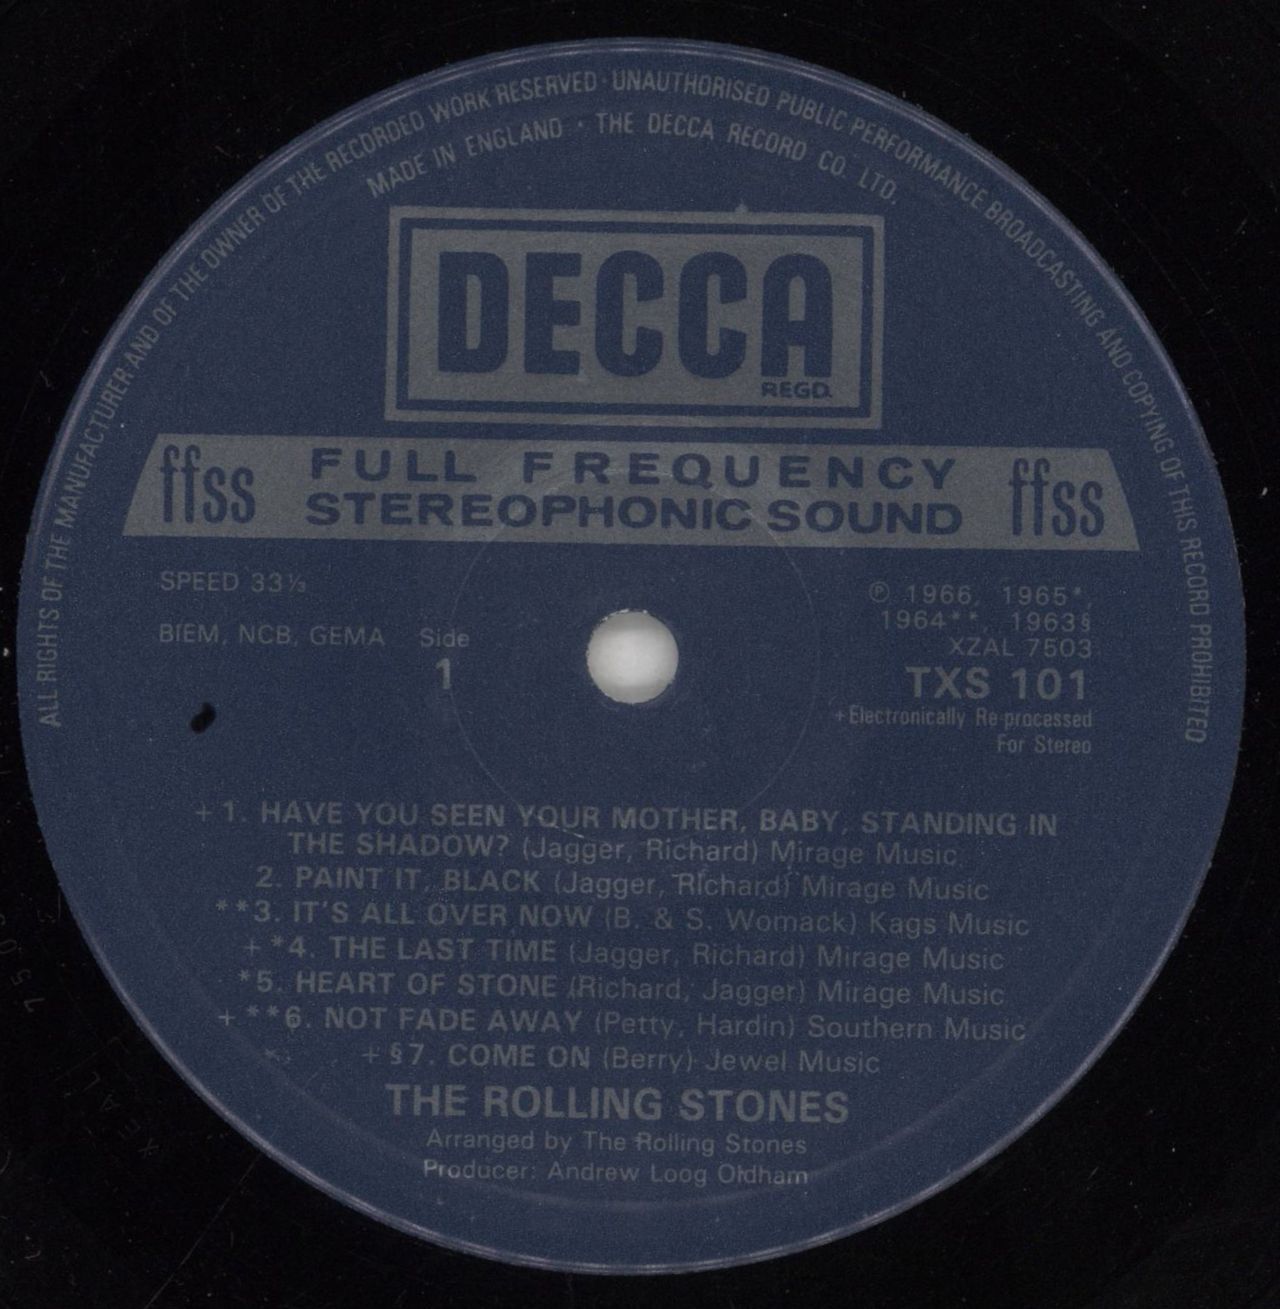 ALL RIGHTS OF THE MANUFACTURER AND OF THE OWNER OF THE RECORDED WORK RESERVED · UNAUTHORISED PUBLIC PERFORMANCE BROADCASTING AND COPYING OF THIS RECORD PROHIBITED
MADE IN ENGLAND · THE DECCA RECORD CO. LTD.
DECCA
REGD.
ffss FULL FREQUENCY ffss
STEREOPHONIC SOUND
SPEED 33⅓
BIEM, NCB, GEMA Side
1
℗ 1966, 1965*,
1964**, 1963§
XZAL 7503
TXS 101
+Electronically Re-processed
For Stereo
+1. HAVE YOU SEEN YOUR MOTHER, BABY, STANDING IN
THE SHADOW? (Jagger, Richard) Mirage Music
2. PAINT IT, BLACK (Jagger, Richard) Mirage Music
**3. IT'S ALL OVER NOW (B. & S. Womack) Kags Music
+*4. THE LAST TIME (Jagger, Richard) Mirage Music
*5. HEART OF STONE (Richard, Jagger) Mirage Music
+**6. NOT FADE AWAY (Petty, Hardin) Southern Music
+§7. COME ON (Berry) Jewel Music
THE ROLLING STONES
Arranged by The Rolling Stones
Producer: Andrew Loog Oldham